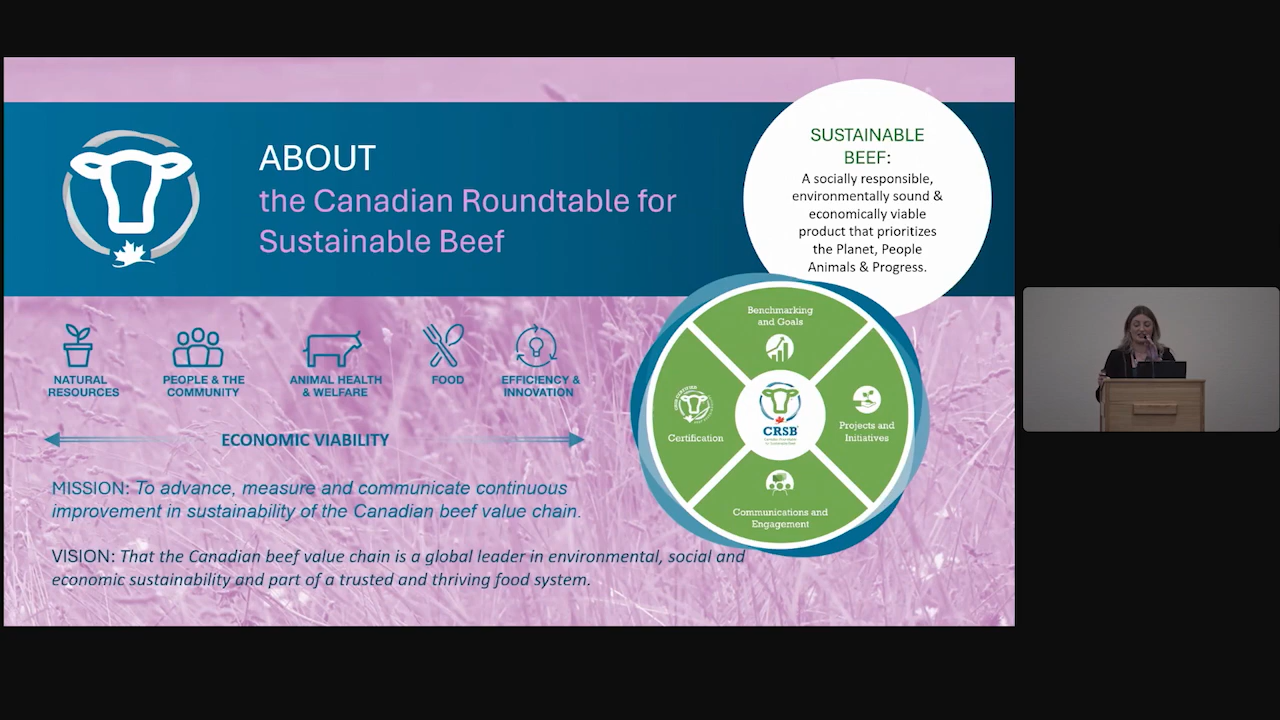 ABOUT
the Canadian Roundtable for
Sustainable Beef
SUSTAINABLE
BEEF:
A socially responsible,
environmentally sound &
economically viable
product that prioritizes
the Planet, People
Animals & Progress.
NATURAL
RESOURCES
PEOPLE & THE
COMMUNITY
ANIMAL HEALTH
& WELFARE
FOOD
EFFICIENCY &
INNOVATION
ECONOMIC VIABILITY
MISSION: To advance, measure and communicate continuous
improvement in sustainability of the Canadian beef value chain.
VISION: That the Canadian beef value chain is a global leader in environmental, social and
economic sustainability and part of a trusted and thriving food system.
Benchmarking
and Goals
Certification
CRSB
Projects and
Initiatives
Communications and
Engagement